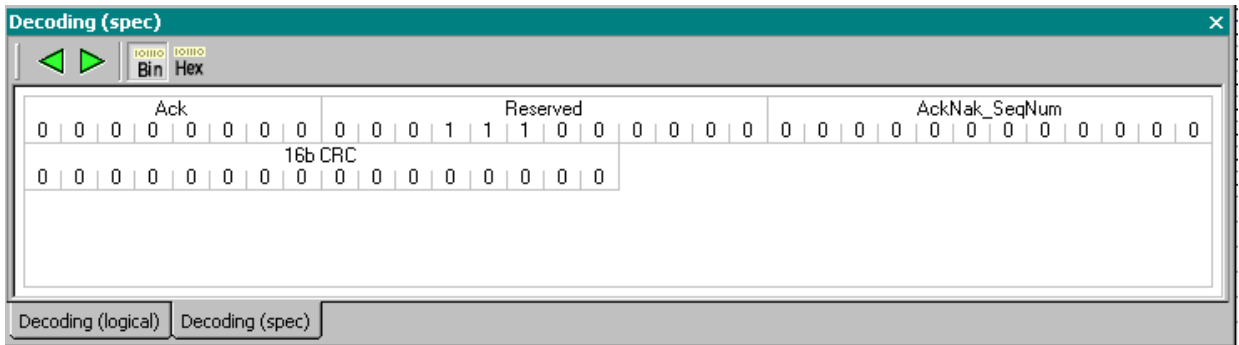 Decoding (spec)
IOIIIO IOIIIO
Bin Hex
Ack Reserved AckNak_SeqNum
0 0 0 0 0 0 0 0 0 0 0 1 1 1 0 0 0 0 0 0 0 0 0 0 0 0 0 0 0 0 0 0
16b CRC
0 0 0 0 0 0 0 0 0 0 0 0 0 0 0 0
Decoding (logical) Decoding (spec)